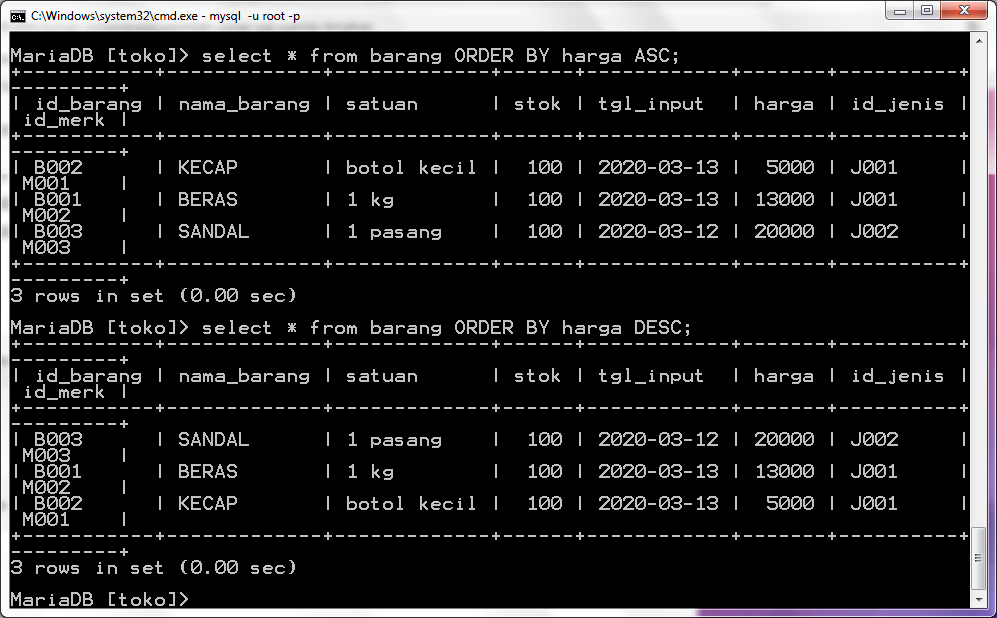 C:\Windows\system32\cmd.exe - mysql -u root -p
MariaDB [toko]> select * from barang ORDER BY harga ASC;
+-----------+-------------+-------------+------+------------+-------+----------+
---------+
| id_barang | nama_barang | satuan | stok | tgl_input | harga | id_jenis |
id_merk |
+-----------+-------------+-------------+------+------------+-------+----------+
---------+
| B002 | KECAP | botol kecil | 100 | 2020-03-13 | 5000 | J001 |
M001 |
| B001 | BERAS | 1 kg | 100 | 2020-03-13 | 13000 | J001 |
M002 |
| B003 | SANDAL | 1 pasang | 100 | 2020-03-12 | 20000 | J002 |
M003 |
+-----------+-------------+-------------+------+------------+-------+----------+
---------+
3 rows in set (0.00 sec)
MariaDB [toko]> select * from barang ORDER BY harga DESC;
+-----------+-------------+-------------+------+------------+-------+----------+
---------+
| id_barang | nama_barang | satuan | stok | tgl_input | harga | id_jenis |
id_merk |
+-----------+-------------+-------------+------+------------+-------+----------+
---------+
| B003 | SANDAL | 1 pasang | 100 | 2020-03-12 | 20000 | J002 |
M003 |
| B001 | BERAS | 1 kg | 100 | 2020-03-13 | 13000 | J001 |
M002 |
| B002 | KECAP | botol kecil | 100 | 2020-03-13 | 5000 | J001 |
M001 |
+-----------+-------------+-------------+------+------------+-------+----------+
---------+
3 rows in set (0.00 sec)
MariaDB [toko]>